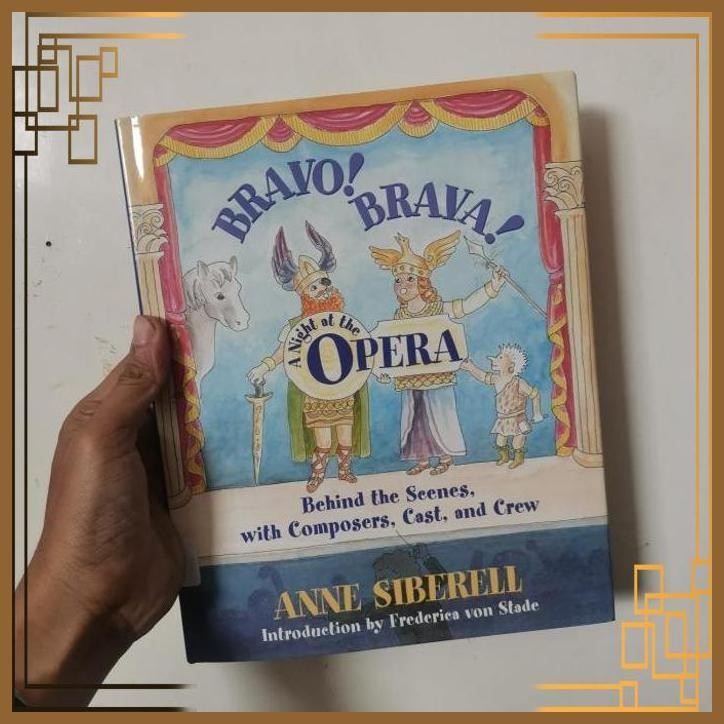 BRAVO!
BRAVA!
A Night at the
OPERA
Behind the Scenes,
with Composers, Cast, and Crew
ANNE SIBERELL
Introduction by Frederica von Stade